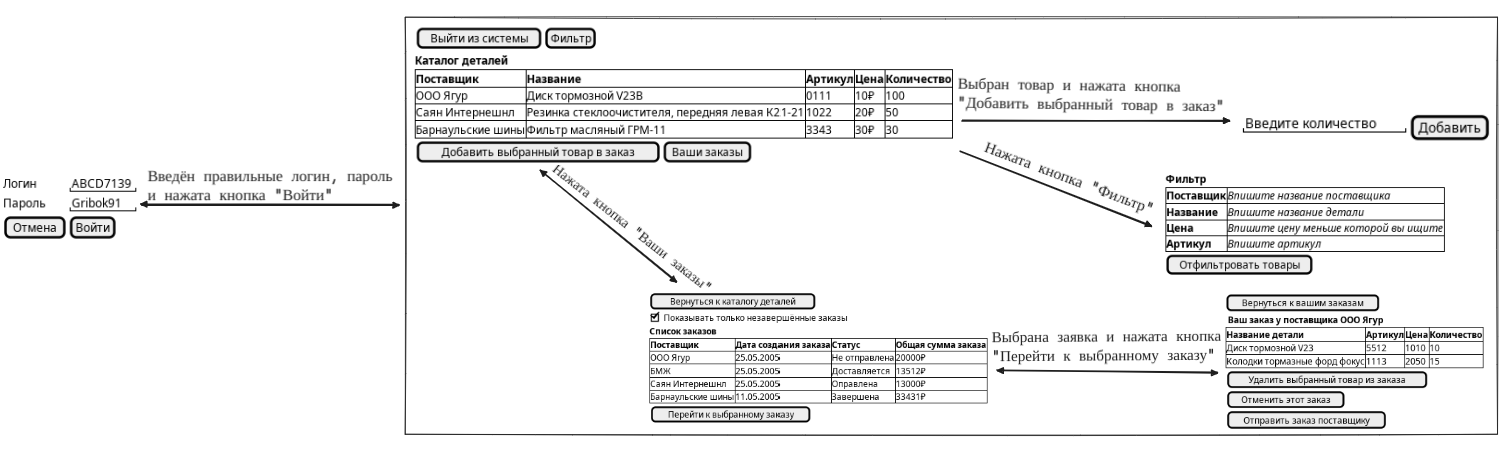 Логин ABCD7139
Пароль Gribok91
Отмена Войти
Введён правильные логин, пароль
и нажата кнопка "Войти"
Выйти из системы Фильтр
Каталог деталей
Поставщик Название Артикул Цена Количество
ООО Ягур Диск тормозной V23В 0111 10₽ 100
Саян Интернешнл Резинка стеклоочистителя, передняя левая К21-21 1022 20₽ 50
Барнаульские шины Фильтр масляный ГРМ-11 3343 30₽ 30
Добавить выбранный товар в заказ Ваши заказы
Выбран товар и нажата кнопка
"Добавить выбранный товар в заказ"
Введите количество Добавить
Нажата кнопка "Фильтр"
Фильтр
Поставщик Впишите название поставщика
Название Впишите название детали
Цена Впишите цену меньше которой вы ищите
Артикул Впишите артикул
Отфильтровать товары
Нажата кнопка "Ваши заказы"
Вернуться к каталогу деталей
Показывать только незавершённые заказы
Список заказов
Поставщик Дата создания заказа Статус Общая сумма заказа
ООО Ягур 25.05.2005 Не отправлена 20000₽
БМЖ 25.05.2005 Доставляется 13512₽
Саян Интернешнл 25.05.2005 Оправлена 13000₽
Барнаульские шины 11.05.2005 Завершена 33431₽
Перейти к выбранному заказу
Выбрана заявка и нажата кнопка
"Перейти к выбранному заказу"
Вернуться к вашим заказам
Ваш заказ у поставщика ООО Ягур
Название детали Артикул Цена Количество
Диск тормозной V23 5512 1010 10
Колодки тормазные форд фокус 1113 2050 15
Удалить выбранный товар из заказа
Отменить этот заказ
Отправить заказ поставщику